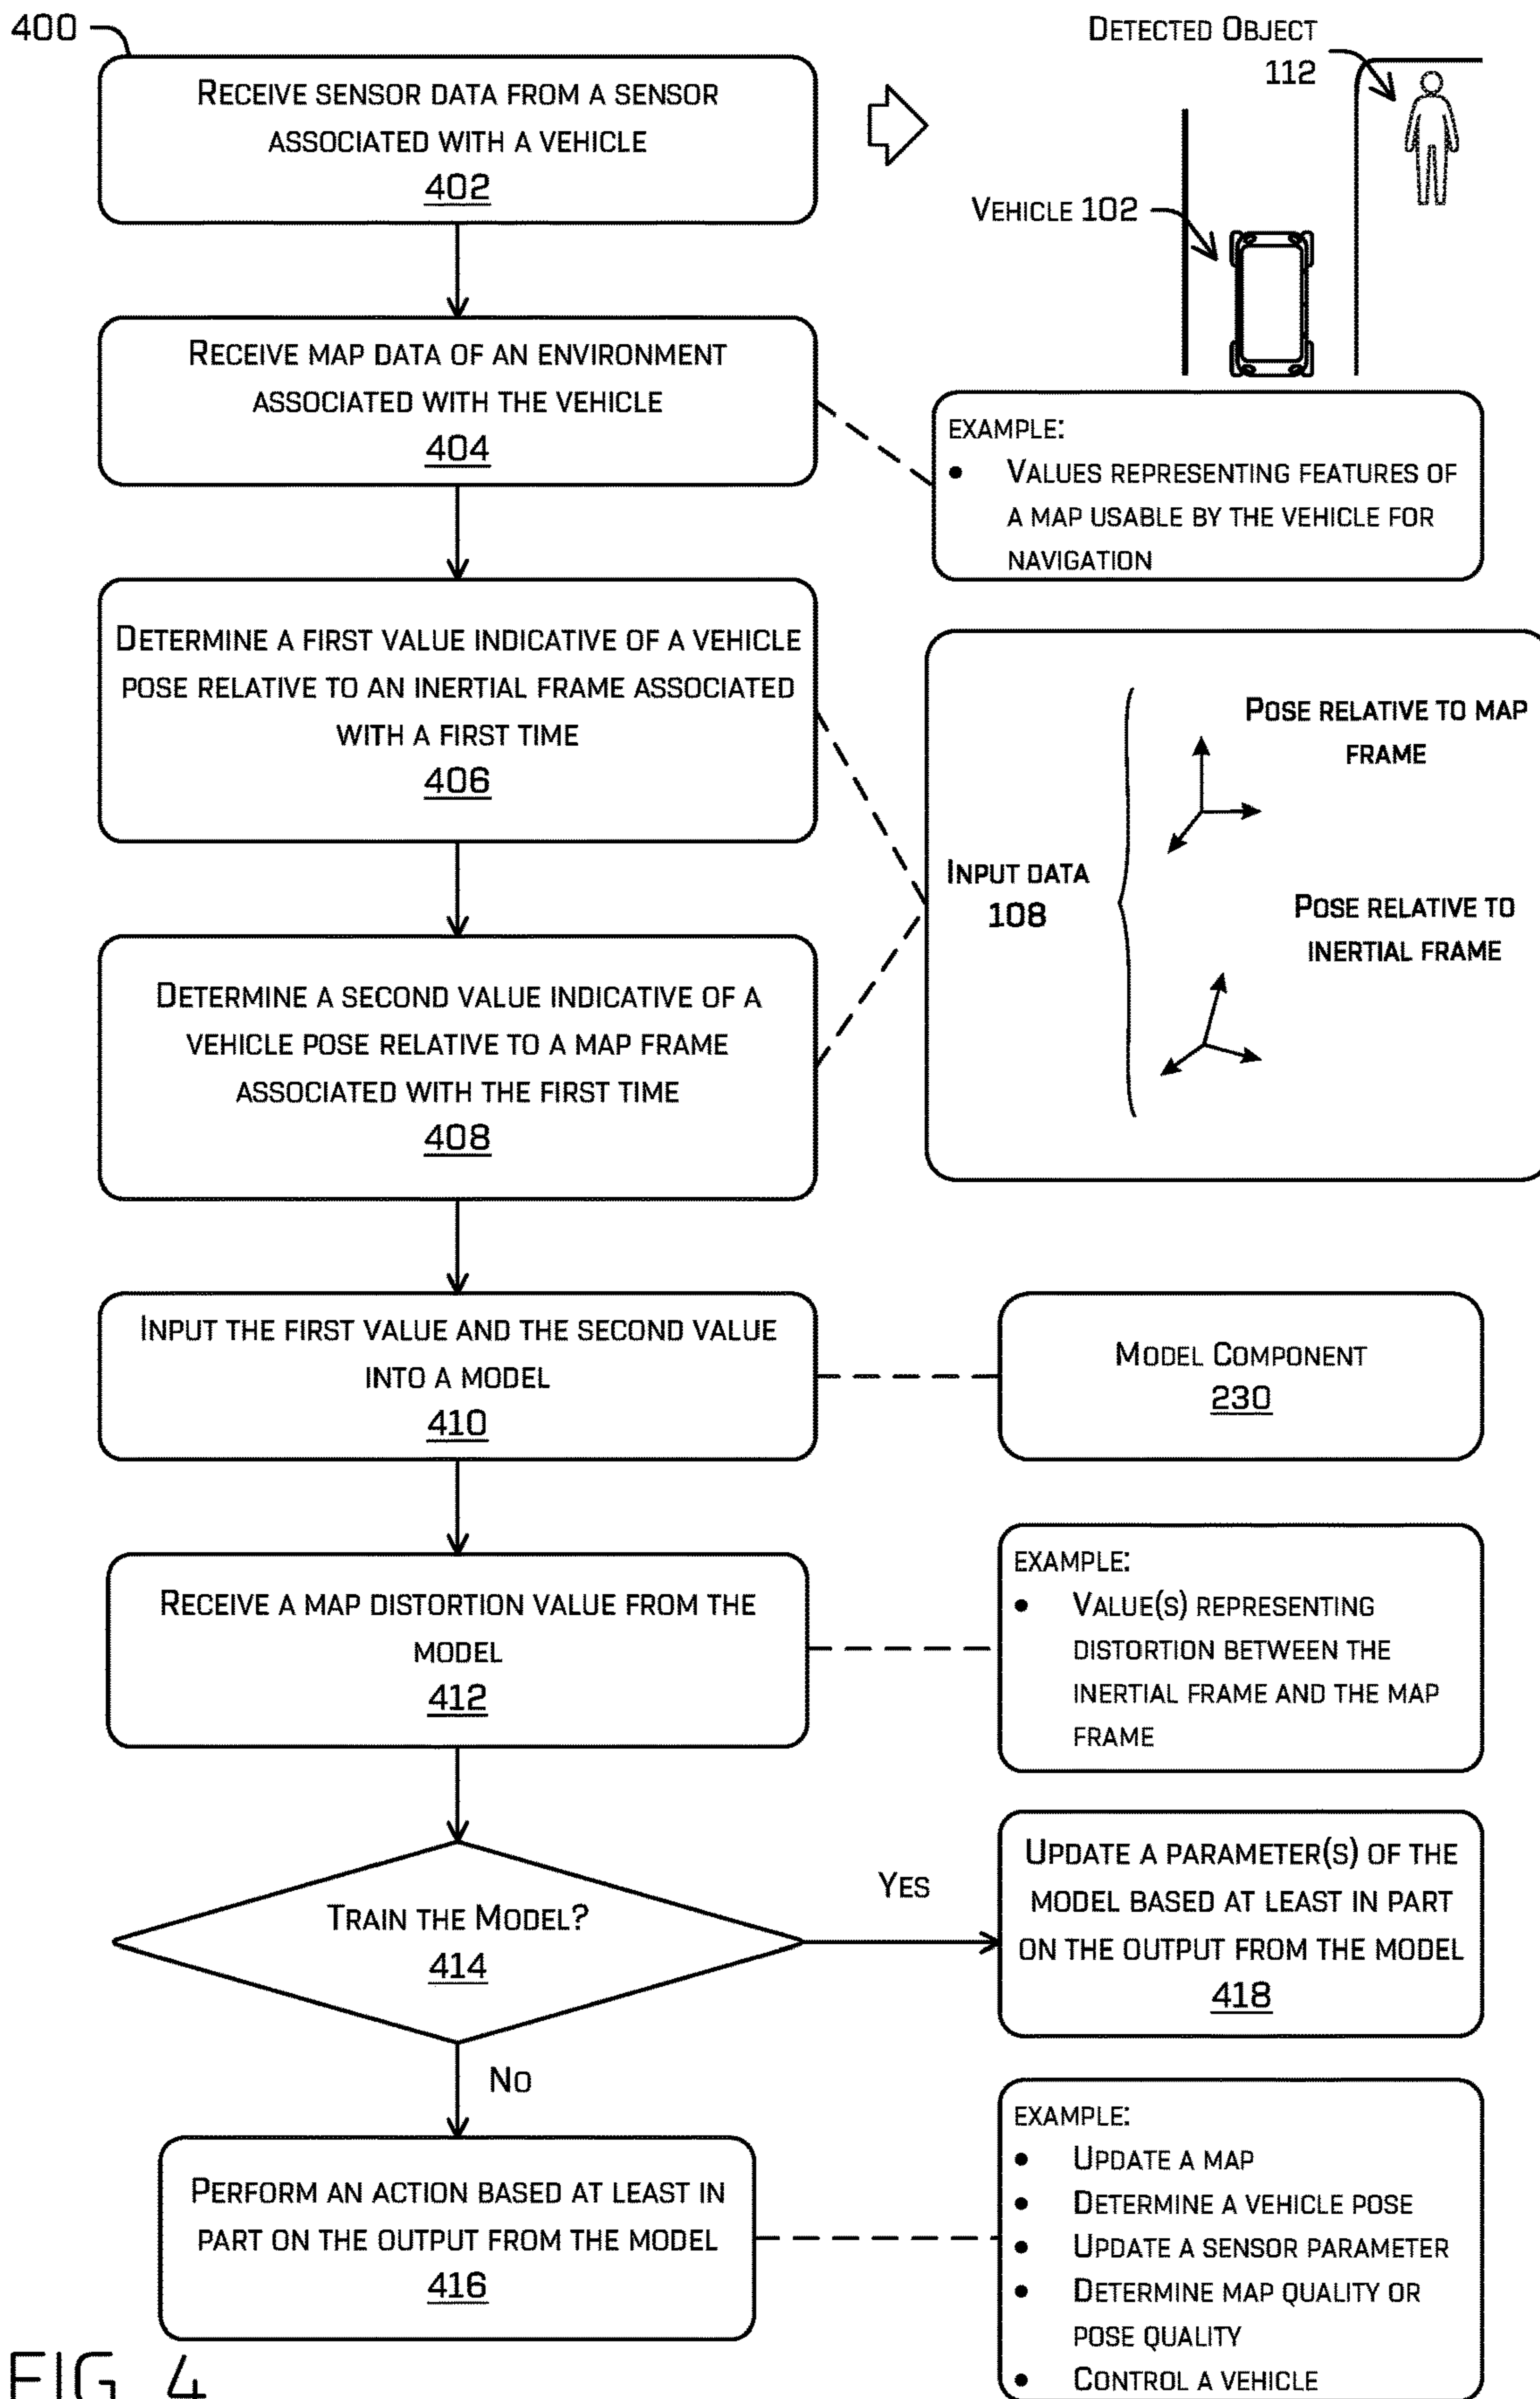 400
RECEIVE SENSOR DATA FROM A SENSOR
ASSOCIATED WITH A VEHICLE
402
DETECTED OBJECT
112
VEHICLE 102
RECEIVE MAP DATA OF AN ENVIRONMENT
ASSOCIATED WITH THE VEHICLE
404
EXAMPLE:
• VALUES REPRESENTING FEATURES OF
A MAP USABLE BY THE VEHICLE FOR
NAVIGATION
DETERMINE A FIRST VALUE INDICATIVE OF A VEHICLE
POSE RELATIVE TO AN INERTIAL FRAME ASSOCIATED
WITH A FIRST TIME
406
DETERMINE A SECOND VALUE INDICATIVE OF A
VEHICLE POSE RELATIVE TO A MAP FRAME
ASSOCIATED WITH THE FIRST TIME
408
INPUT DATA
108
POSE RELATIVE TO MAP
FRAME
POSE RELATIVE TO
INERTIAL FRAME
INPUT THE FIRST VALUE AND THE SECOND VALUE
INTO A MODEL
410
MODEL COMPONENT
230
RECEIVE A MAP DISTORTION VALUE FROM THE
MODEL
412
EXAMPLE:
• VALUE(S) REPRESENTING
DISTORTION BETWEEN THE
INERTIAL FRAME AND THE MAP
FRAME
TRAIN THE MODEL?
414
YES
UPDATE A PARAMETER(S) OF THE
MODEL BASED AT LEAST IN PART
ON THE OUTPUT FROM THE MODEL
418
NO
PERFORM AN ACTION BASED AT LEAST IN
PART ON THE OUTPUT FROM THE MODEL
416
EXAMPLE:
• UPDATE A MAP
• DETERMINE A VEHICLE POSE
• UPDATE A SENSOR PARAMETER
• DETERMINE MAP QUALITY OR
POSE QUALITY
• CONTROL A VEHICLE
FIG. 4